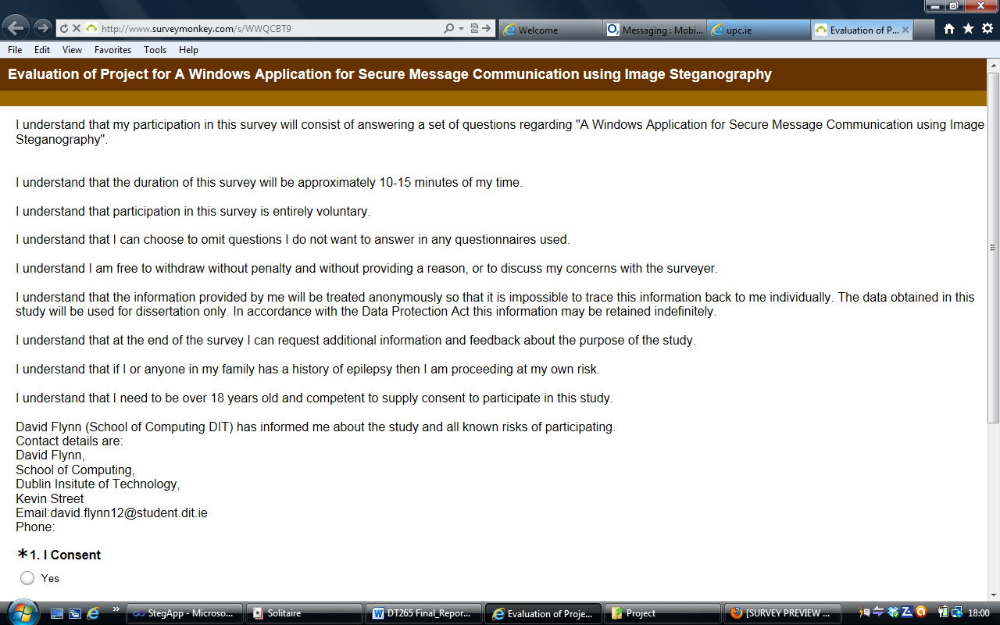 http://www.surveymonkey.com/s/WWQCBT9
Welcome
Messaging : Mobi...
upc.ie
Evaluation of P...
File Edit View Favorites Tools Help
Evaluation of Project for A Windows Application for Secure Message Communication using Image Steganography
I understand that my participation in this survey will consist of answering a set of questions regarding "A Windows Application for Secure Message Communication using Image
Steganography".
I understand that the duration of this survey will be approximately 10-15 minutes of my time.
I understand that participation in this survey is entirely voluntary.
I understand that I can choose to omit questions I do not want to answer in any questionnaires used.
I understand I am free to withdraw without penalty and without providing a reason, or to discuss my concerns with the surveyer.
I understand that the information provided by me will be treated anonymously so that it is impossible to trace this information back to me individually. The data obtained in this
study will be used for dissertation only. In accordance with the Data Protection Act this information may be retained indefinitely.
I understand that at the end of the survey I can request additional information and feedback about the purpose of the study.
I understand that if I or anyone in my family has a history of epilepsy then I am proceeding at my own risk.
I understand that I need to be over 18 years old and competent to supply consent to participate in this study.
David Flynn (School of Computing DIT) has informed me about the study and all known risks of participating.
Contact details are:
David Flynn,
School of Computing,
Dublin Insitute of Technology,
Kevin Street
Email:david.flynn12@student.dit.ie
Phone:
*1. I Consent
Yes
StegApp - Microso...
Solitaire
DT265 Final_Repor...
Evaluation of Proje...
Project
[SURVEY PREVIEW ...
18:00